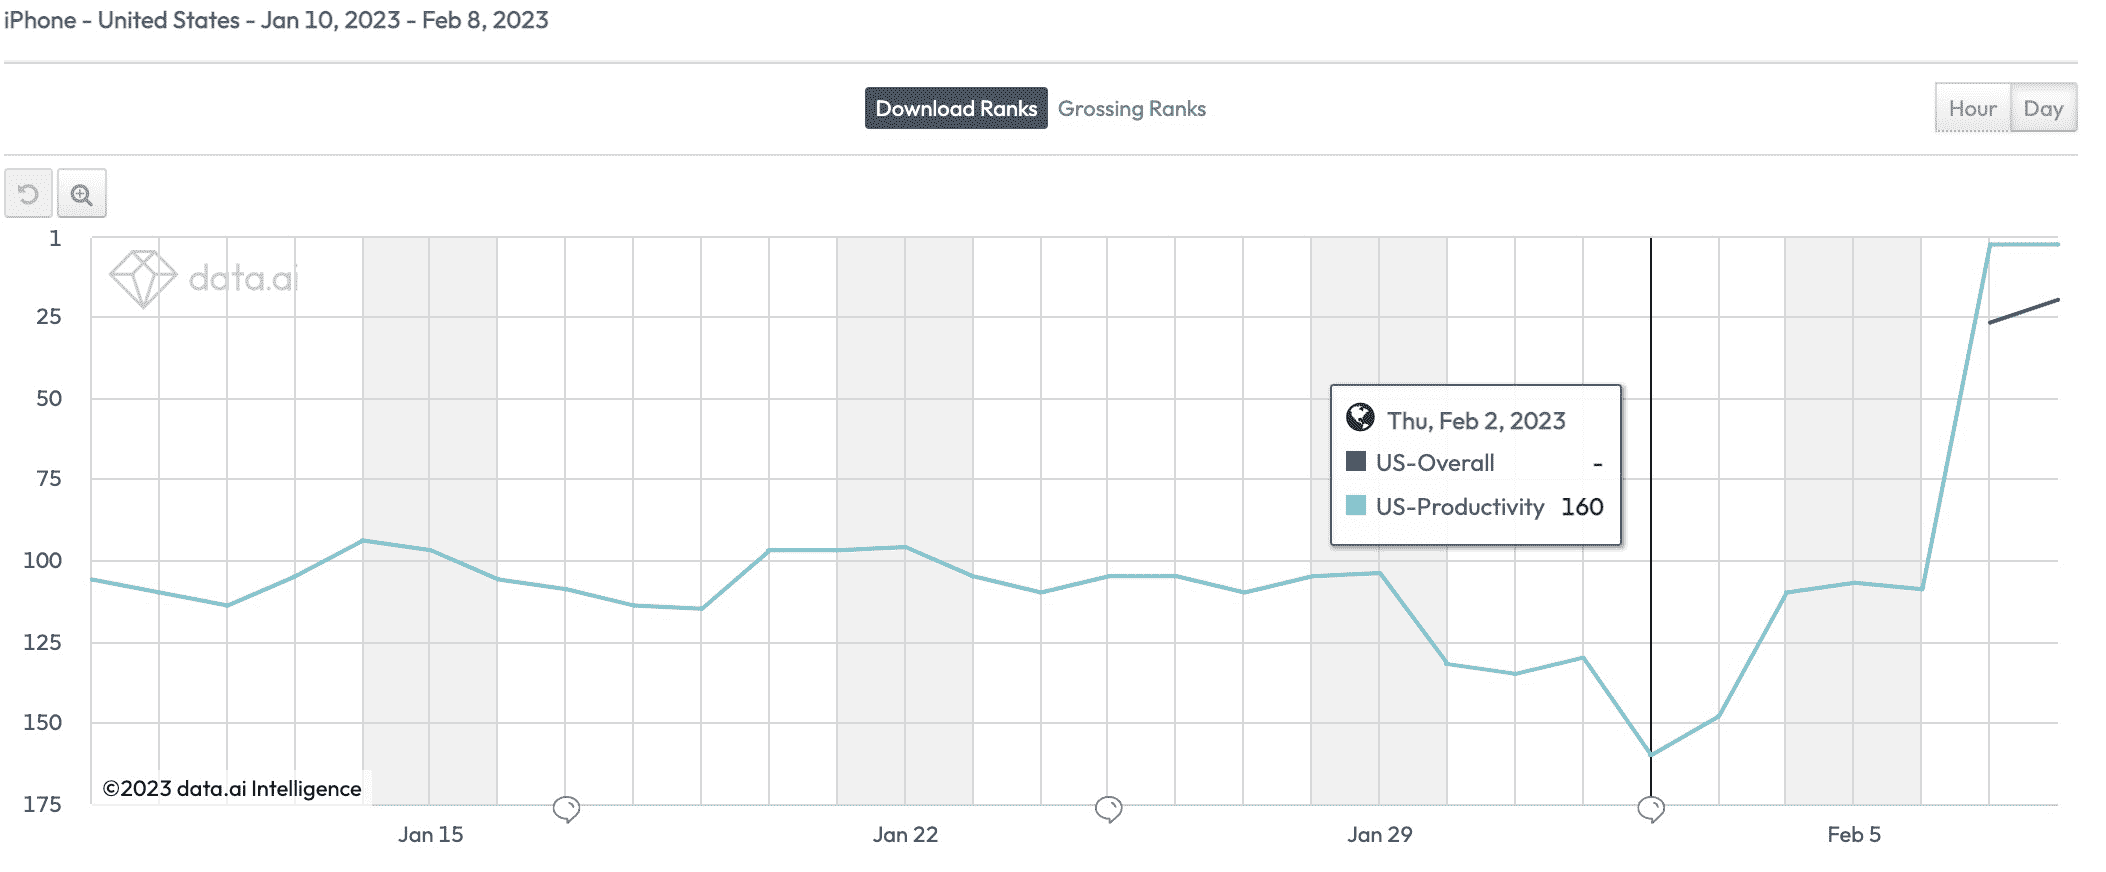 iPhone - United States - Jan 10, 2023 - Feb 8, 2023
Download Ranks Grossing Ranks
Hour Day
1
data.ai
25
50
Thu, Feb 2, 2023
US-Overall -
75
US-Productivity 160
100
125
150
©2023 data.ai Intelligence
175
Jan 15 Jan 22 Jan 29 Feb 5